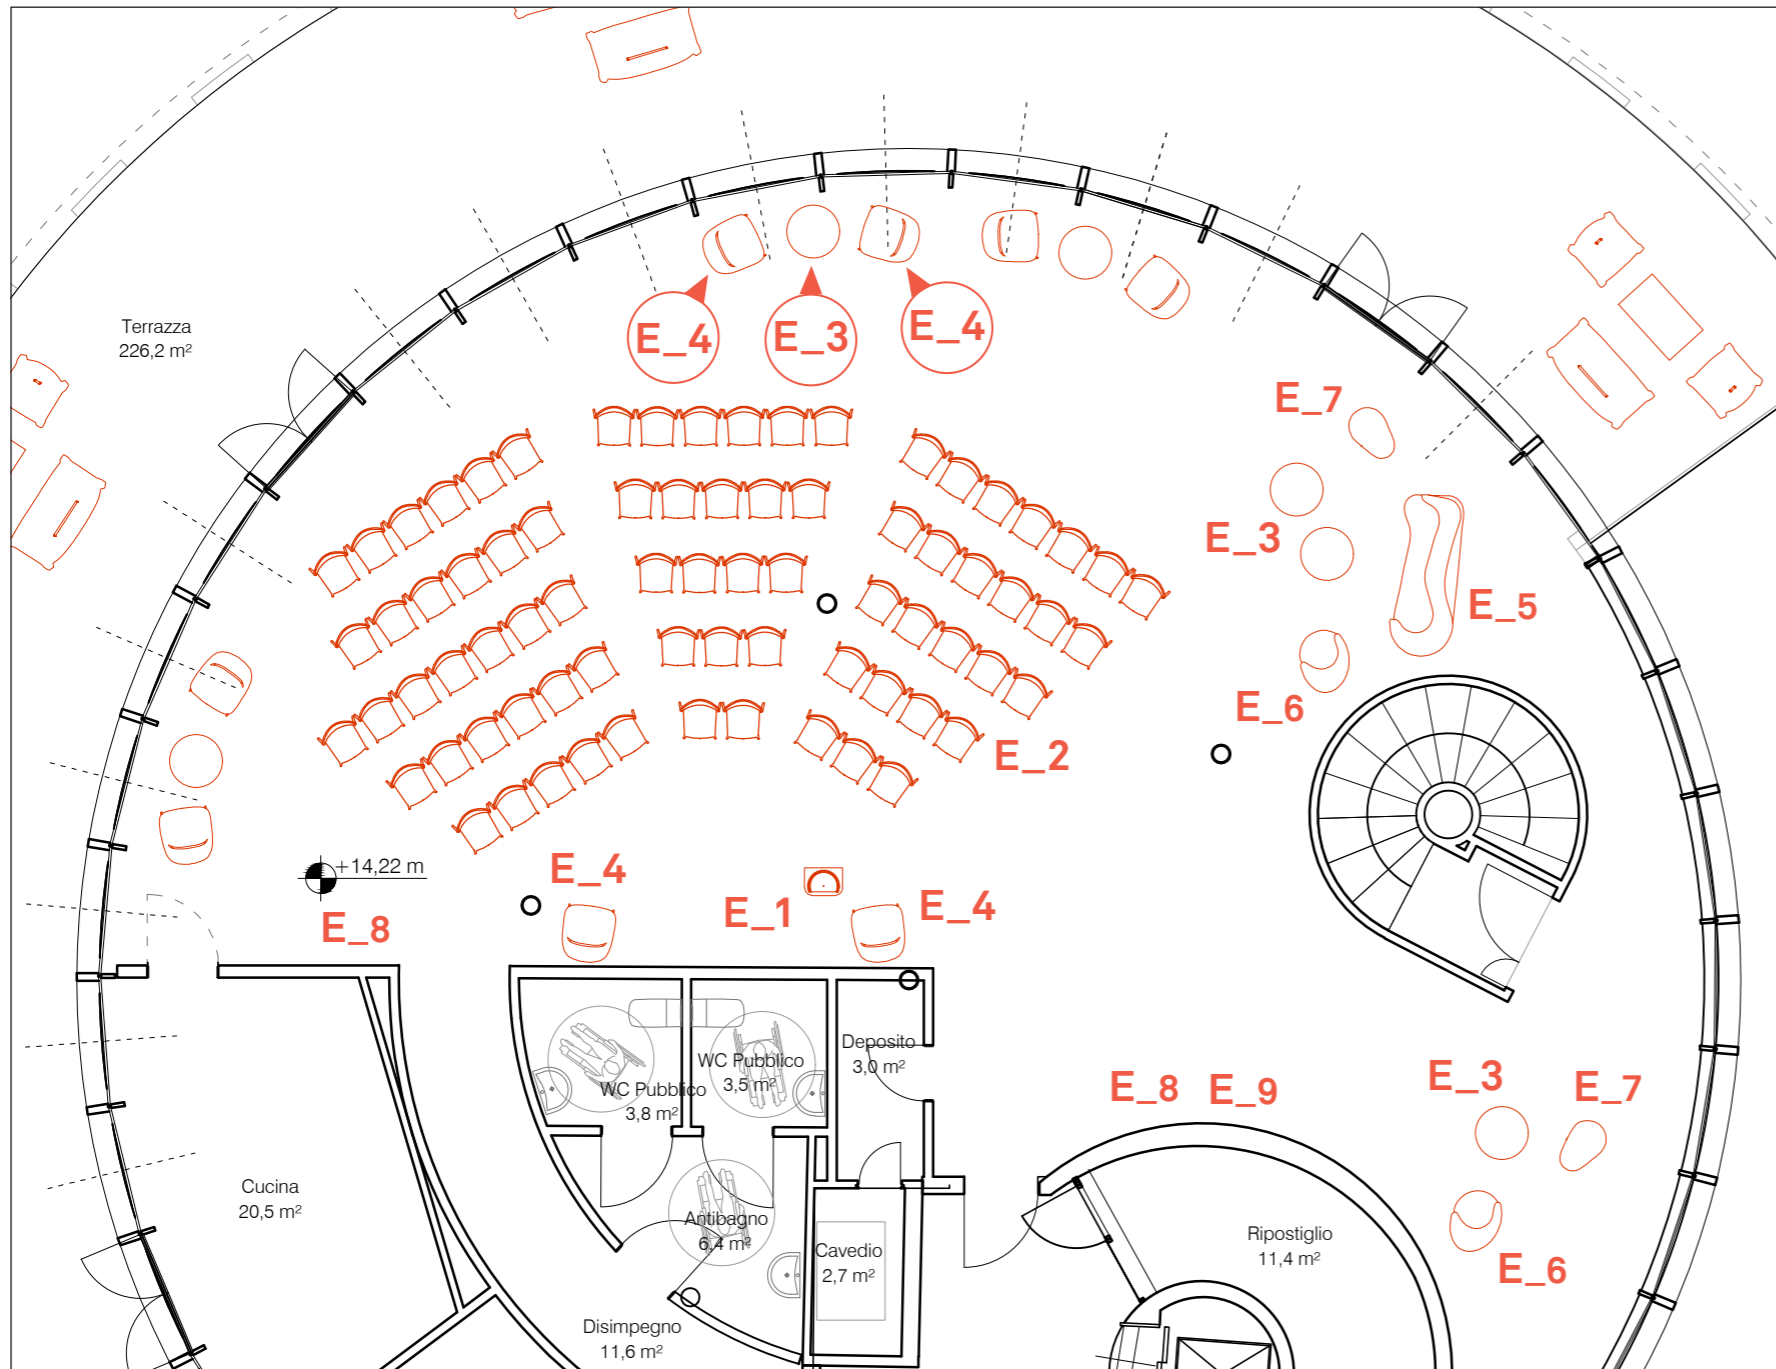 Terrazza
226,2 m²
E_4
E_3
E_4
E_7
E_3
E_5
E_6
E_2
+14,22 m
E_4
E_8
E_1
E_4
WC Pubblico
3,8 m²
WC Pubblico
3,5 m²
Deposito
3,0 m²
E_8
E_9
E_3
E_7
Cucina
20,5 m²
Antibagno
6,4 m²
Cavedio
2,7 m²
Ripostiglio
11,4 m²
E_6
Disimpegno
11,6 m²